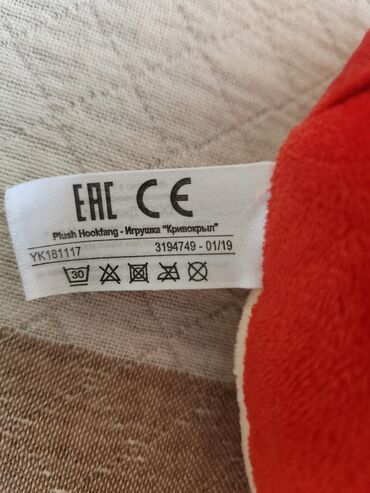 EAC CE
Plush Hookfang - Игрушка "Кривокрыл"
YK181117 3194749 - 01/19
30